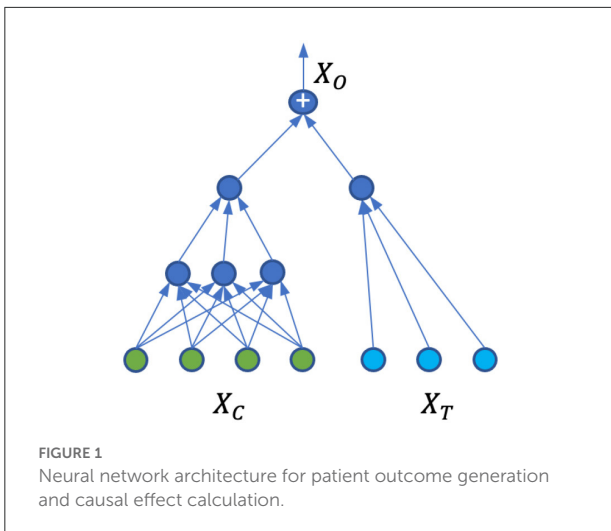 X_O
+
X_C X_T
FIGURE 1
Neural network architecture for patient outcome generation
and causal effect calculation.